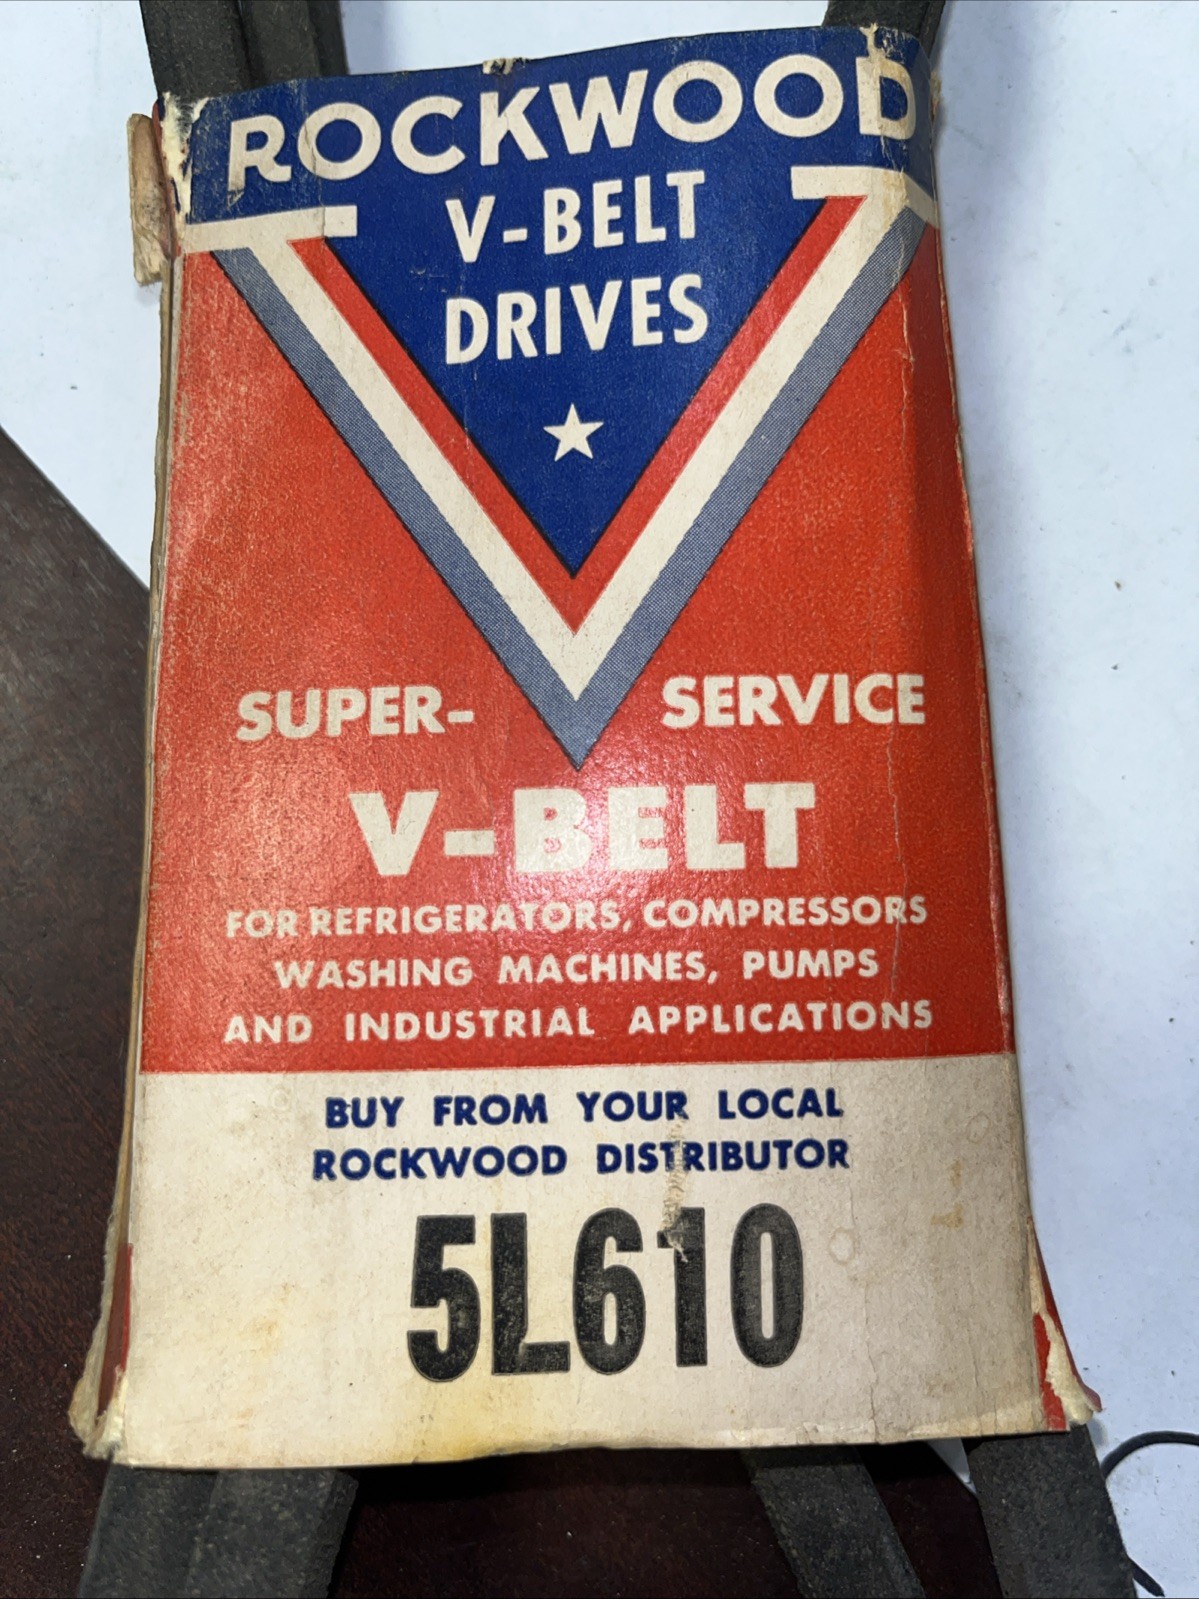 ROCKWOOD
V-BELT
DRIVES
SUPER- SERVICE
V-BELT
FOR REFRIGERATORS, COMPRESSORS
WASHING MACHINES, PUMPS
AND INDUSTRIAL APPLICATIONS
BUY FROM YOUR LOCAL
ROCKWOOD DISTRIBUTOR
5L610